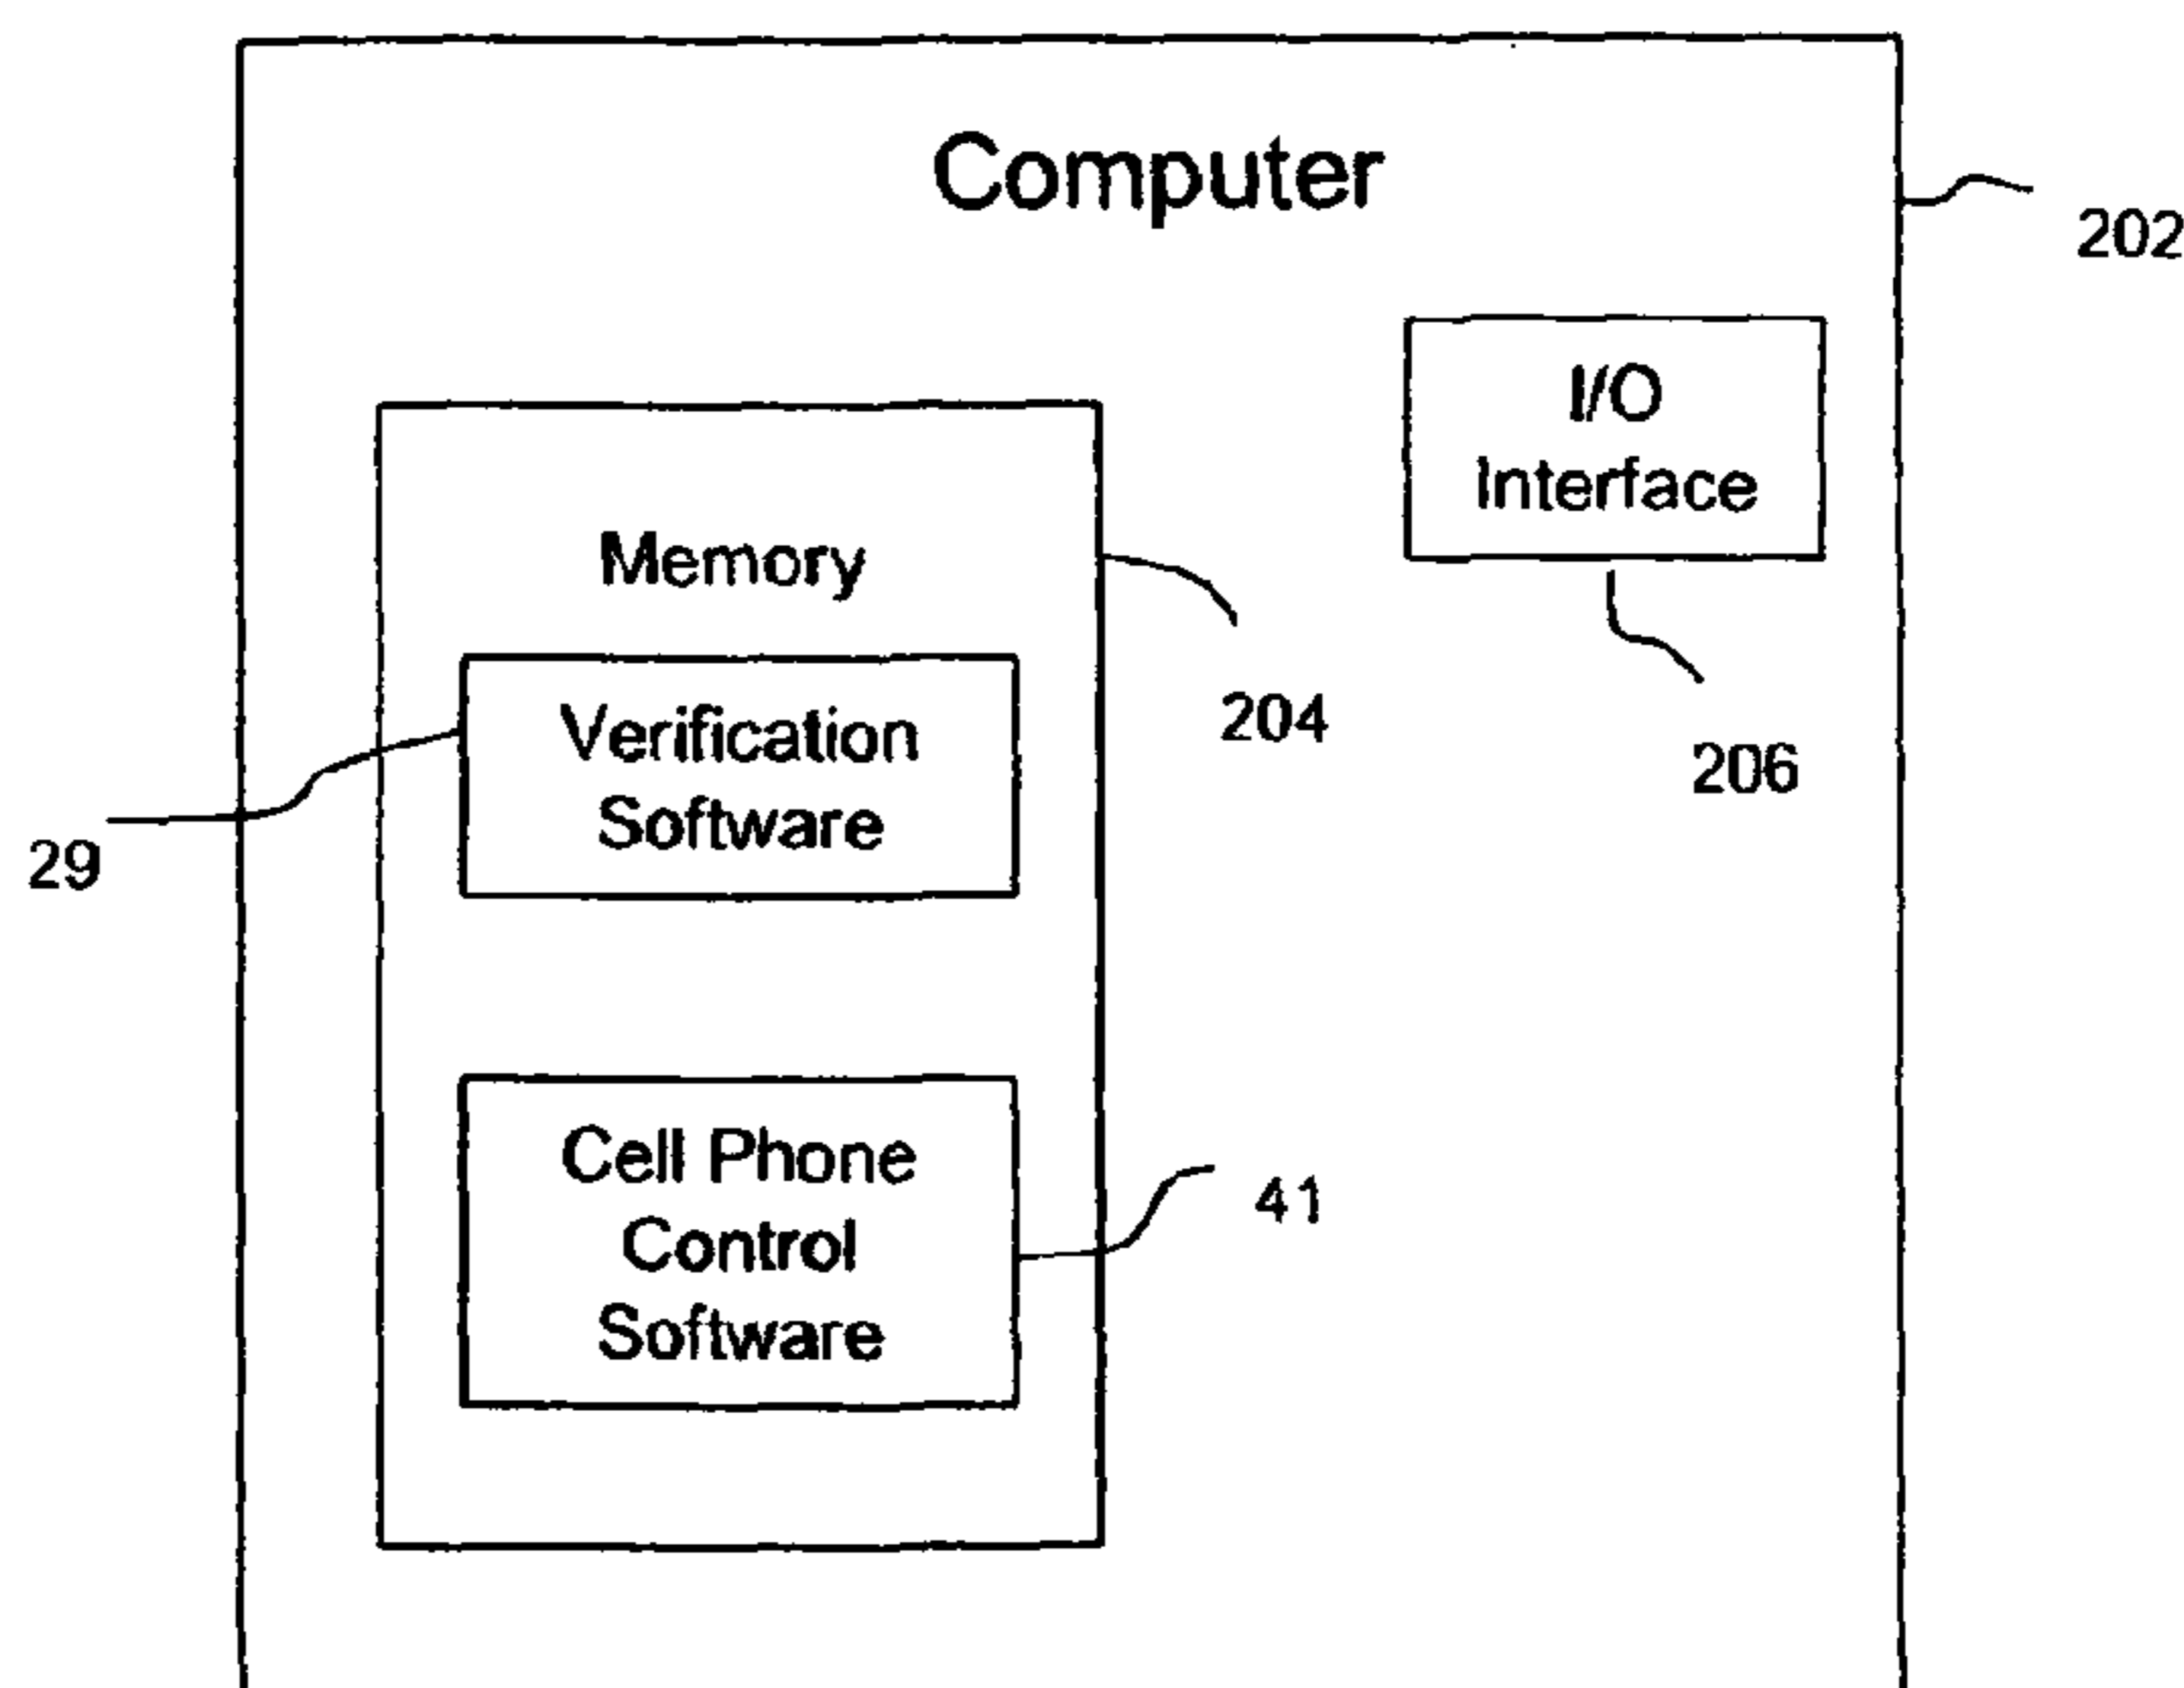 Computer
202
I/O
Interface
206
Memory
204
Verification
Software
29
Cell Phone
Control
Software
41